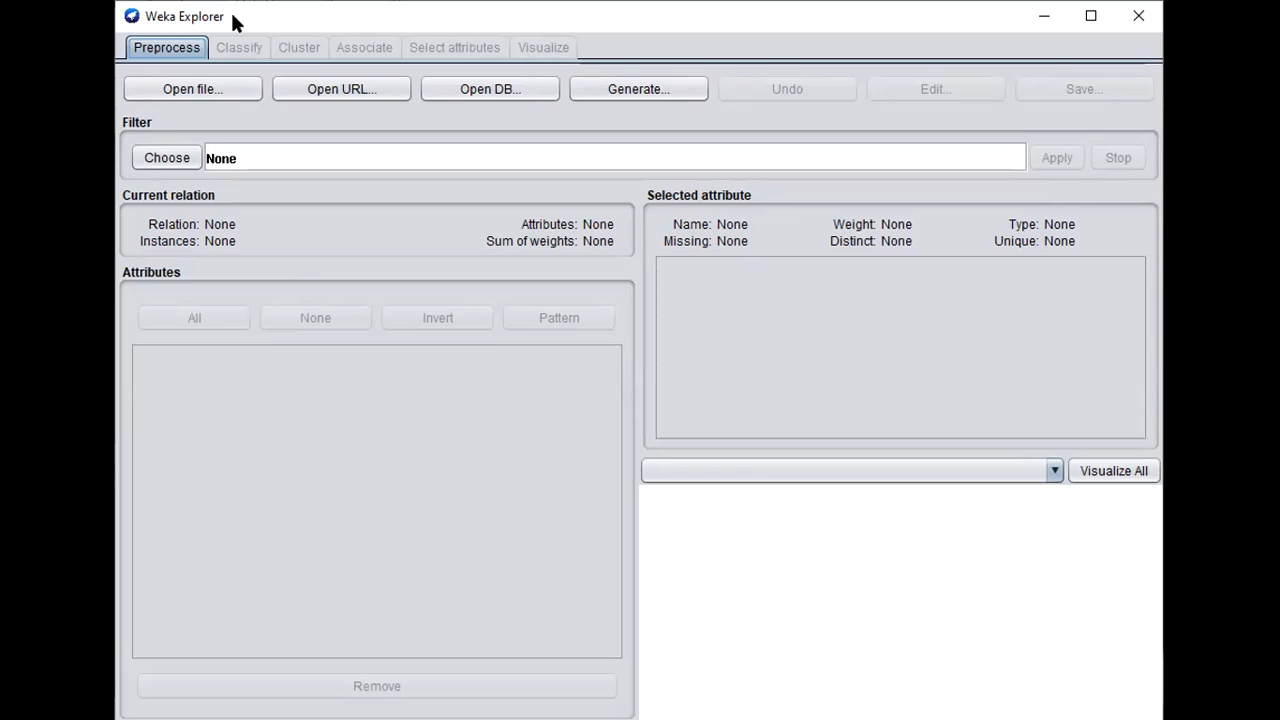 Weka Explorer
Preprocess Classify Cluster Associate Select attributes Visualize
Open file... Open URL... Open DB... Generate... Undo Edit... Save...
Filter
Choose None Apply Stop
Current relation
Relation: None Attributes: None
Instances: None Sum of weights: None
Selected attribute
Name: None Weight: None Type: None
Missing: None Distinct: None Unique: None
Attributes
All None Invert Pattern
Visualize All
Remove